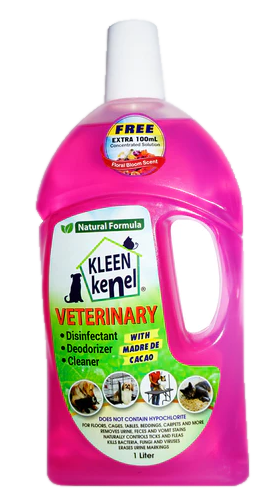 FREE
EXTRA 100mL
Concentrated Solution
Floral Bloom Scent
Natural Formula
KLEEN
kenel®
VETERINARY
• Disinfectant
• Deodorizer
• Cleaner
WITH
MADRE DE
CACAO
DOES NOT CONTAIN HYPOCHLORITE
FOR FLOORS, CAGES, TABLES, BEDDINGS, CARPETS AND MORE
REMOVES URINE, FECES AND VOMIT STAINS
NATURALLY CONTROLS TICKS AND FLEAS
KILLS BACTERIA, FUNGI AND VIRUSES
ERASES URINE MARKINGS
1 Liter